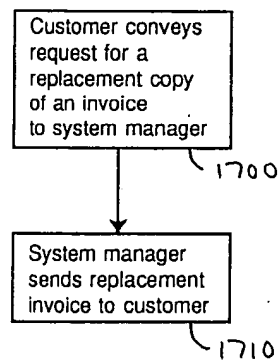 Customer conveys
request for a
replacement copy
of an invoice
to system manager
1700
System manager
sends replacement
invoice to customer
1710